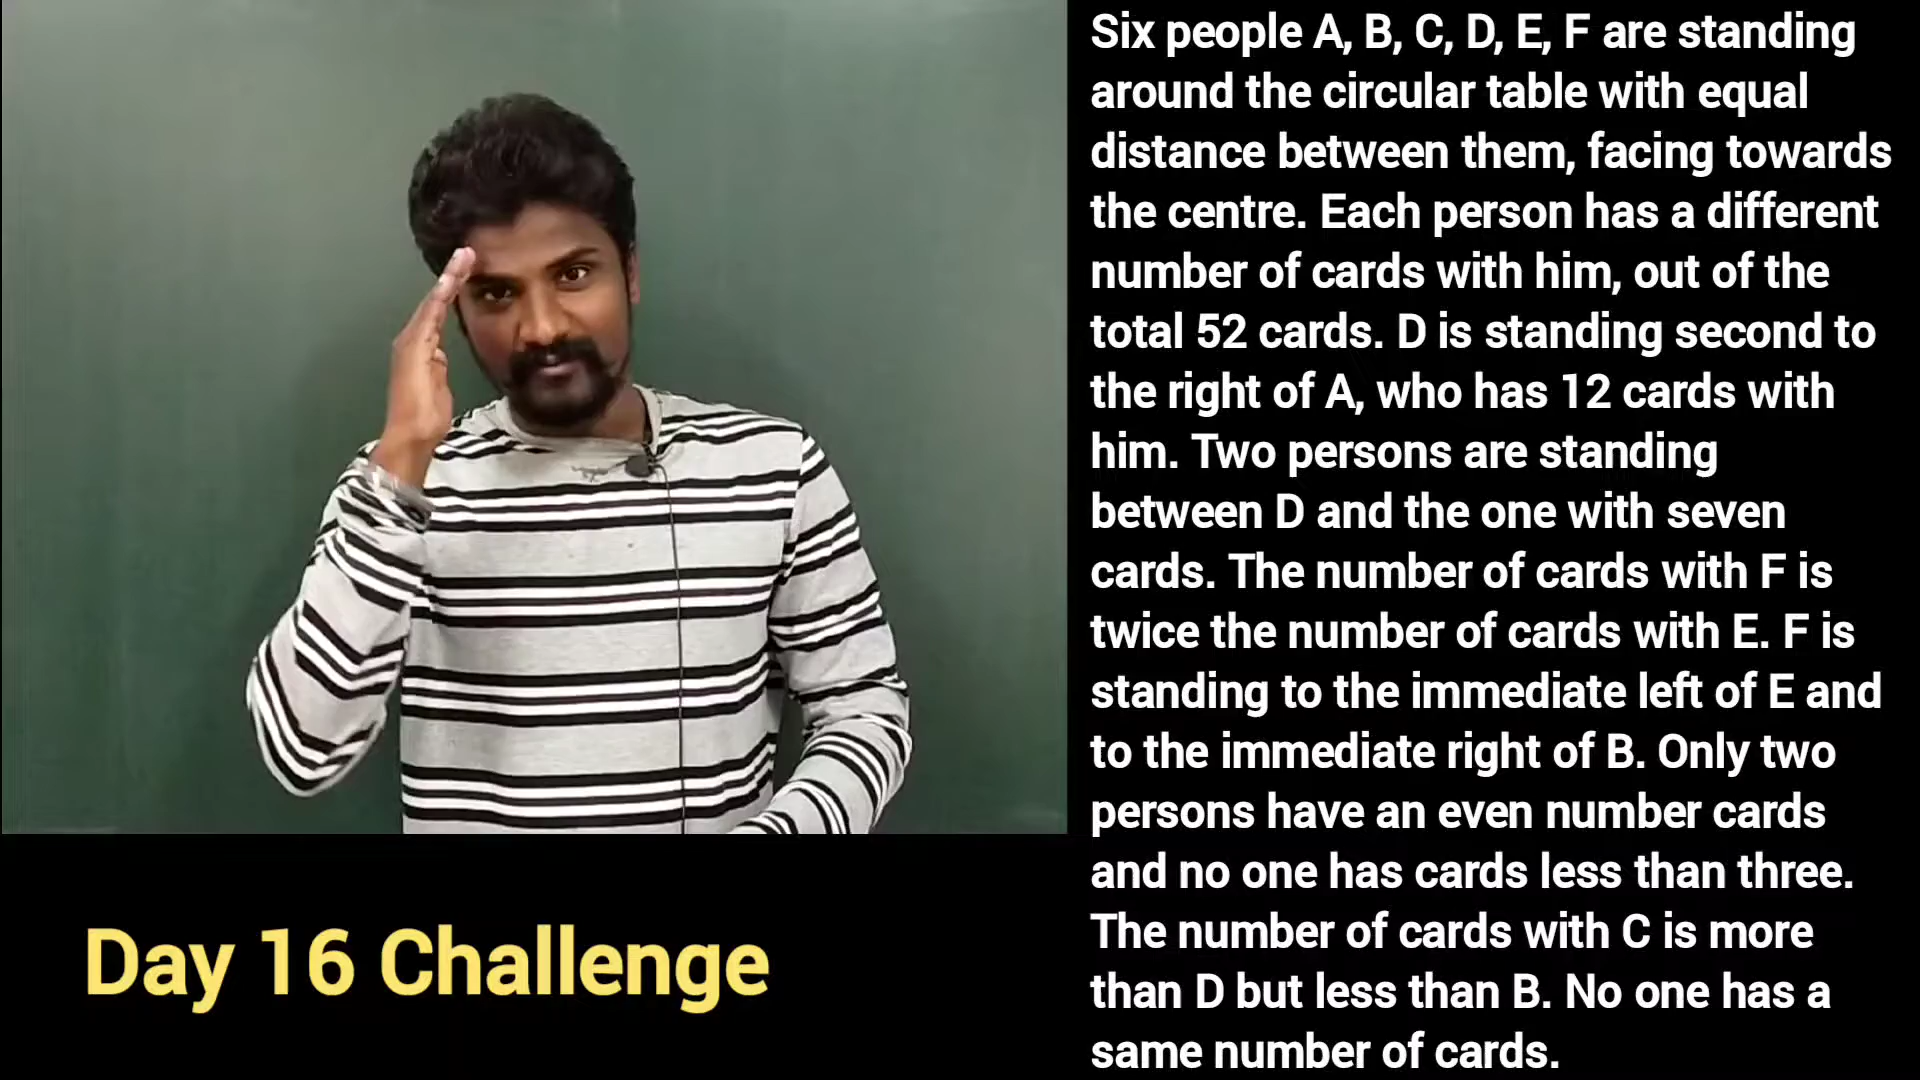 Six people A, B, C, D, E, F are standing
around the circular table with equal
distance between them, facing towards
the centre. Each person has a different
number of cards with him, out of the
total 52 cards. D is standing second to
the right of A, who has 12 cards with
him. Two persons are standing
between D and the one with seven
cards. The number of cards with F is
twice the number of cards with E. F is
standing to the immediate left of E and
to the immediate right of B. Only two
persons have an even number cards
and no one has cards less than three.
The number of cards with C is more
than D but less than B. No one has a
same number of cards.
Day 16 Challenge